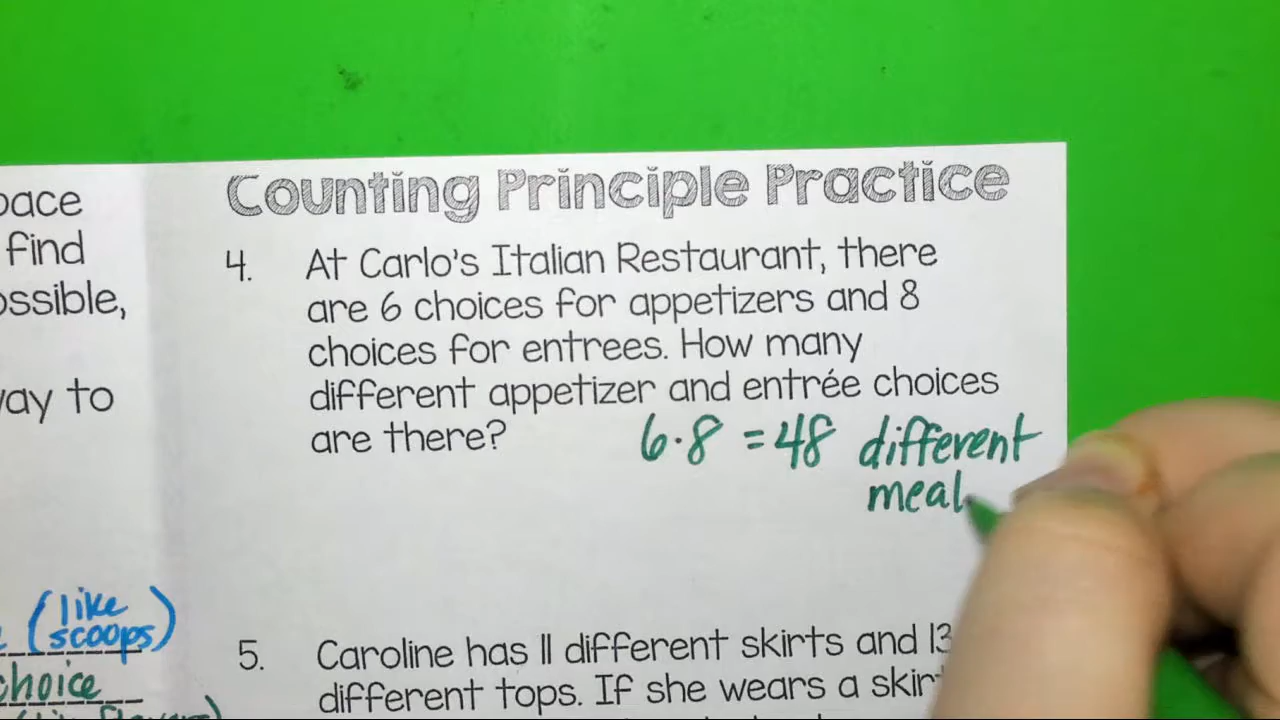 pace
find
ossible,
way to
(like
scoops)
choice
Counting Principle Practice
4. At Carlo's Italian Restaurant, there
are 6 choices for appetizers and 8
choices for entrees. How many
different appetizer and entrée choices
are there? 6·8 = 48 different
meal
5. Caroline has 11 different skirts and 13
different tops. If she wears a skir